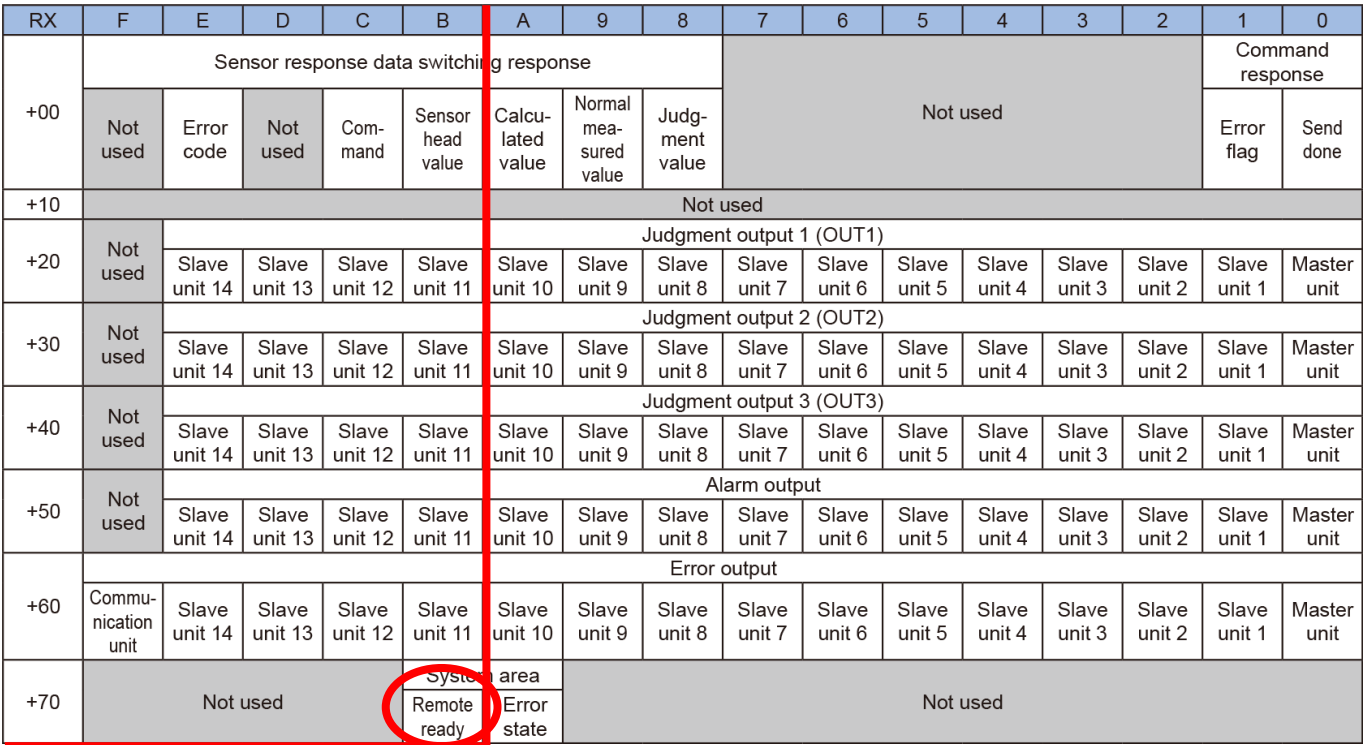 RX F E D C B A 9 8 7 6 5 4 3 2 1 0
+00
Sensor response data switching response
Not used
Command
response
Not
used
Error
code
Not
used
Com-
mand
Sensor
head
value
Calcu-
lated
value
Normal
mea-
sured
value
Judg-
ment
value
Error
flag
Send
done
+10 Not used
+20
Not
used
Judgment output 1 (OUT1)
Slave Slave Slave Slave Slave Slave Slave Slave Slave Slave Slave Slave Slave Slave Master
unit 14 unit 13 unit 12 unit 11 unit 10 unit 9 unit 8 unit 7 unit 6 unit 5 unit 4 unit 3 unit 2 unit 1 unit
+30
Not
used
Judgment output 2 (OUT2)
Slave Slave Slave Slave Slave Slave Slave Slave Slave Slave Slave Slave Slave Slave Master
unit 14 unit 13 unit 12 unit 11 unit 10 unit 9 unit 8 unit 7 unit 6 unit 5 unit 4 unit 3 unit 2 unit 1 unit
+40
Not
used
Judgment output 3 (OUT3)
Slave Slave Slave Slave Slave Slave Slave Slave Slave Slave Slave Slave Slave Slave Master
unit 14 unit 13 unit 12 unit 11 unit 10 unit 9 unit 8 unit 7 unit 6 unit 5 unit 4 unit 3 unit 2 unit 1 unit
+50
Not
used
Alarm output
Slave Slave Slave Slave Slave Slave Slave Slave Slave Slave Slave Slave Slave Slave Master
unit 14 unit 13 unit 12 unit 11 unit 10 unit 9 unit 8 unit 7 unit 6 unit 5 unit 4 unit 3 unit 2 unit 1 unit
+60
Error output
Commu-
nication
unit
Slave Slave Slave Slave Slave Slave Slave Slave Slave Slave Slave Slave Slave Slave Master
unit 14 unit 13 unit 12 unit 11 unit 10 unit 9 unit 8 unit 7 unit 6 unit 5 unit 4 unit 3 unit 2 unit 1 unit
+70
Not used
System area
Remote
ready
Error
state
Not used